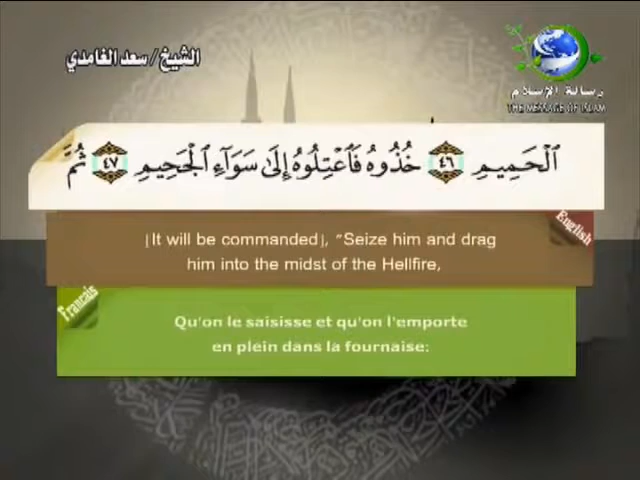 الشيخ/سعد الغامدي
رسالة الإسلام
THE MESSAGE OF ISLAM
ٱلْحَمِيمِ ٤٦ خُذُوهُ فَٱعْتِلُوهُ إِلَىٰ سَوَآءِ ٱلْجَحِيمِ ٤٧ ثُمَّ
English
[It will be commanded], "Seize him and drag
him into the midst of the Hellfire,
Francais
Qu'on le saisisse et qu'on l'emporte
en plein dans la fournaise: